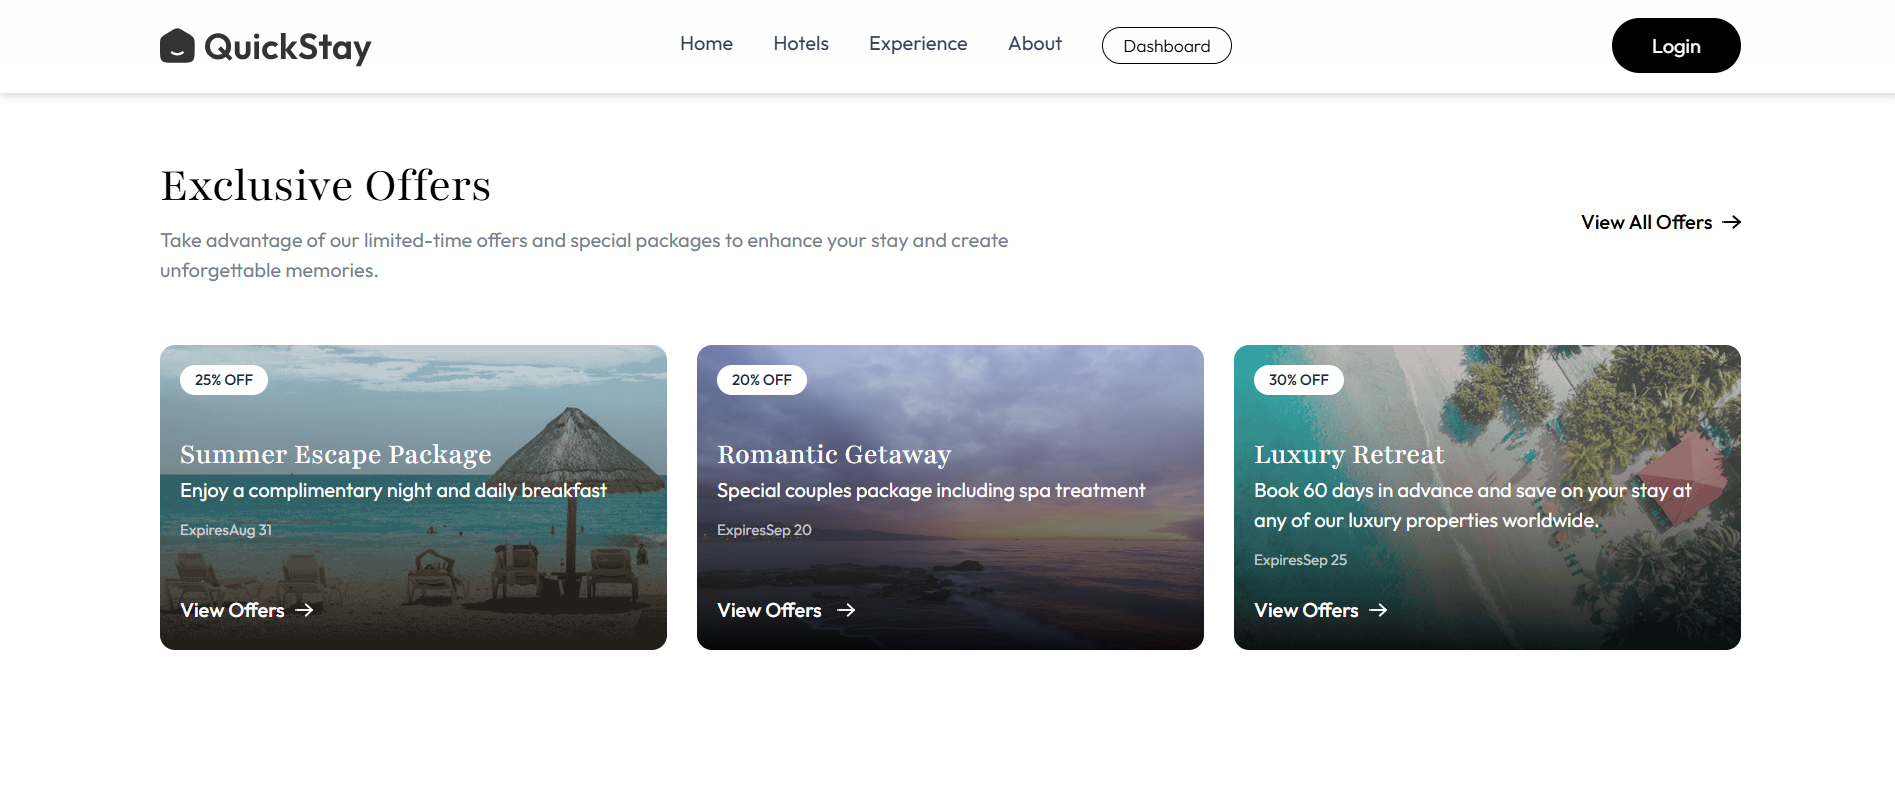 QuickStay
Home
Hotels
Experience
About
Dashboard
Login
Exclusive Offers
Take advantage of our limited-time offers and special packages to enhance your stay and create
unforgettable memories.
View All Offers
25% OFF
Summer Escape Package
Enjoy a complimentary night and daily breakfast
ExpiresAug 31
View Offers
20% OFF
Romantic Getaway
Special couples package including spa treatment
ExpiresSep 20
View Offers
30% OFF
Luxury Retreat
Book 60 days in advance and save on your stay at
any of our luxury properties worldwide.
ExpiresSep 25
View Offers